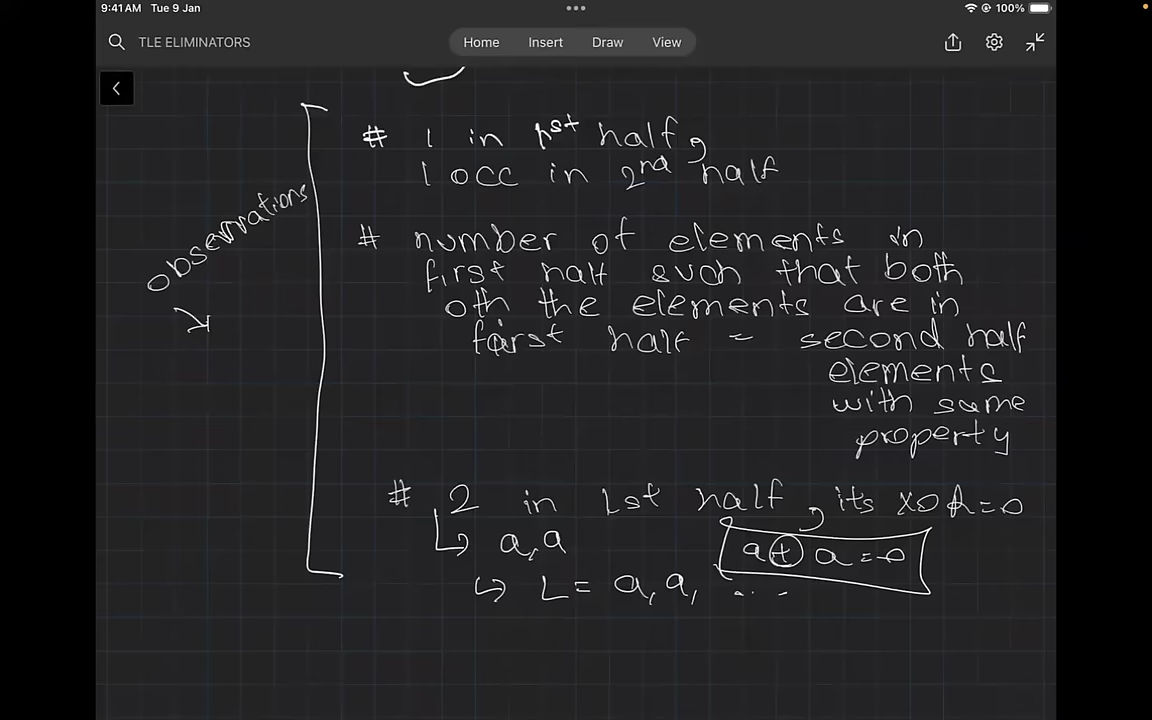 9:41 AM Tue 9 Jan
100%
TLE ELIMINATORS
Home Insert Draw View
observations
# 1 in 1st half,
1 occ in 2nd half
# number of elements in
first half such that both
oth the elements are in
first half = second half
elements
with same
property
# 2 in 1st half, its XOR=0
↳ a,a
a⊕a=0
↳ L= a,a, ...